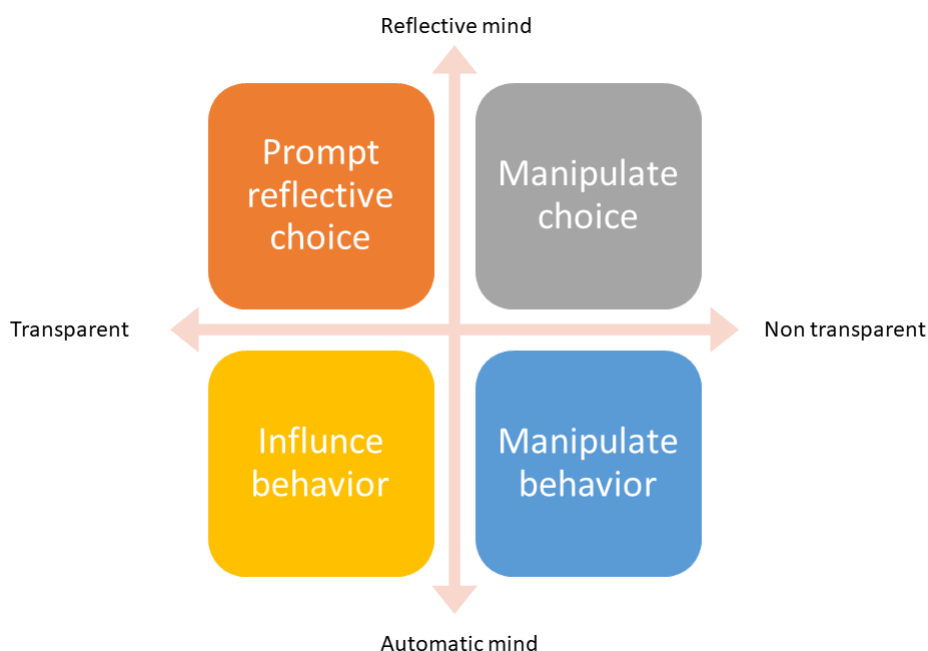 Reflective mind
Prompt
reflective
choice
Manipulate
choice
Transparent
Non transparent
Influnce
behavior
Manipulate
behavior
Automatic mind